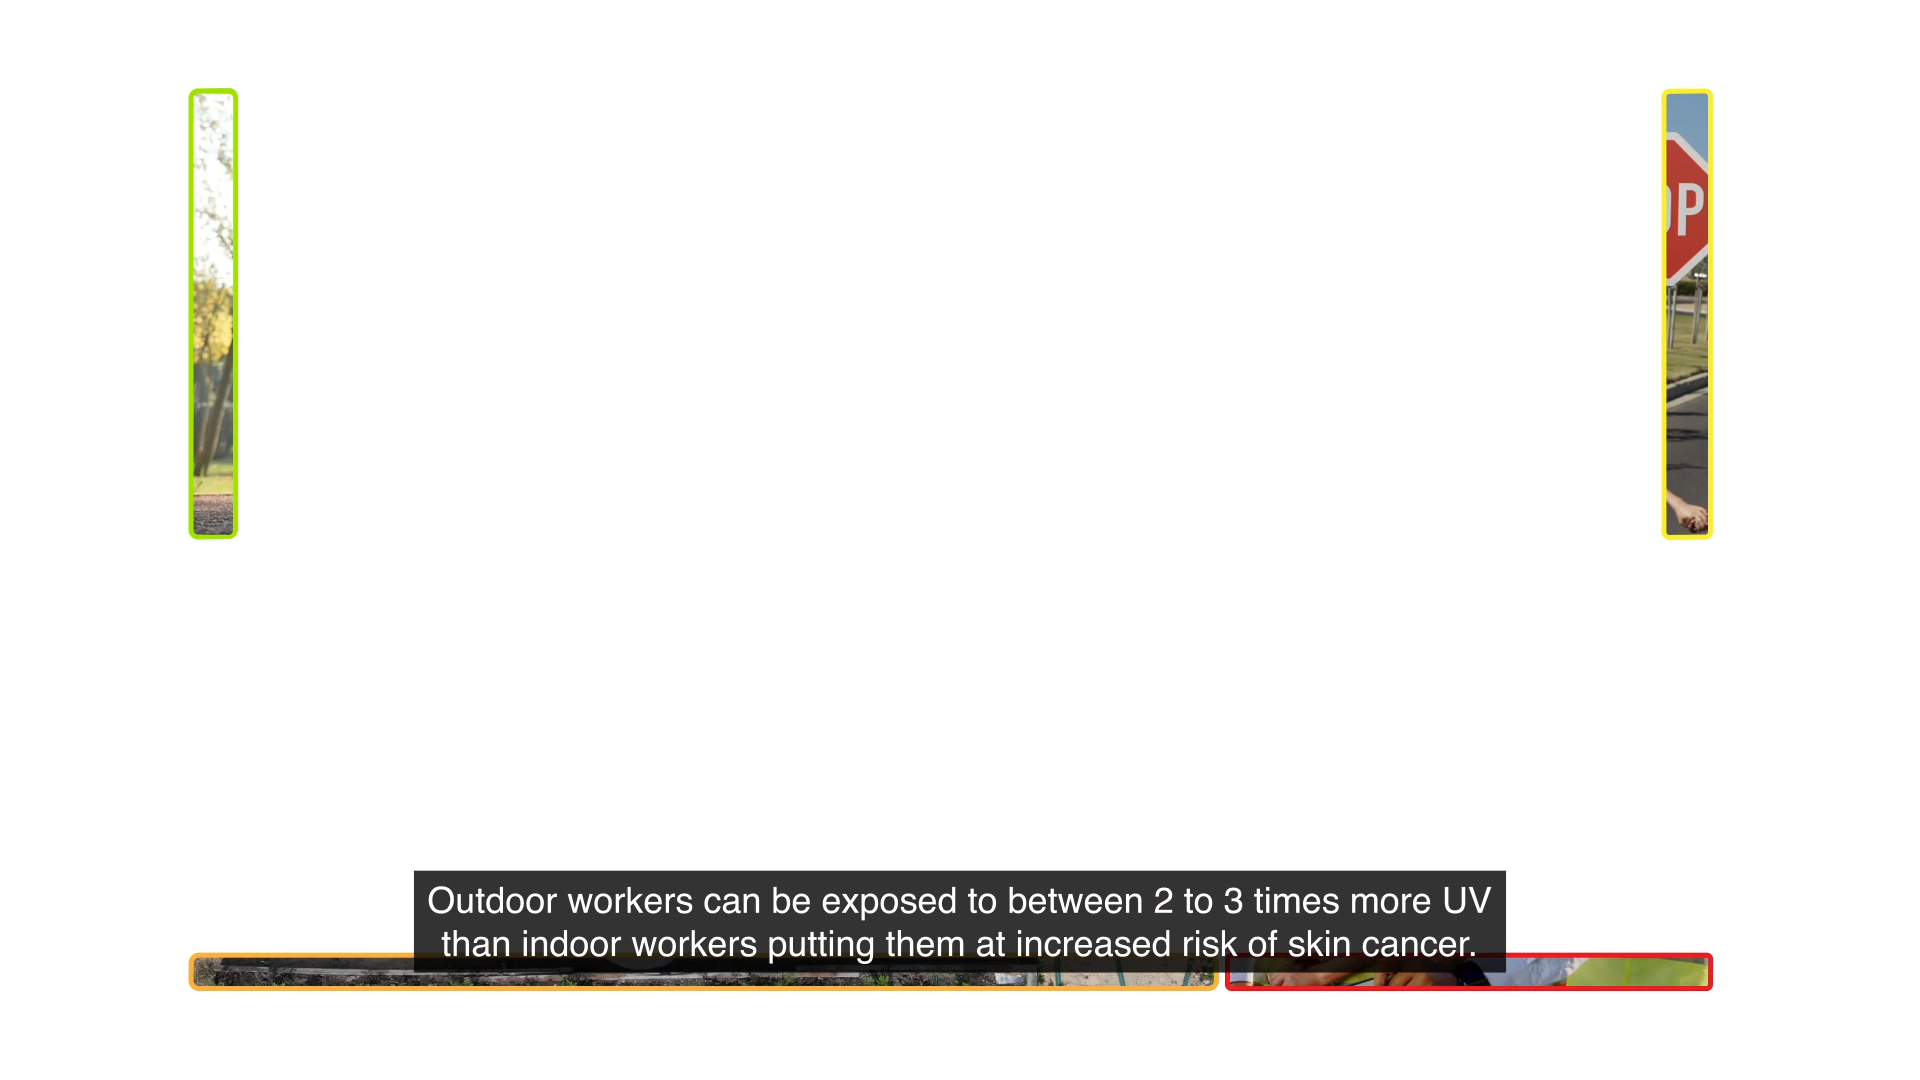 OP
Outdoor workers can be exposed to between 2 to 3 times more UV
than indoor workers putting them at increased risk of skin cancer.